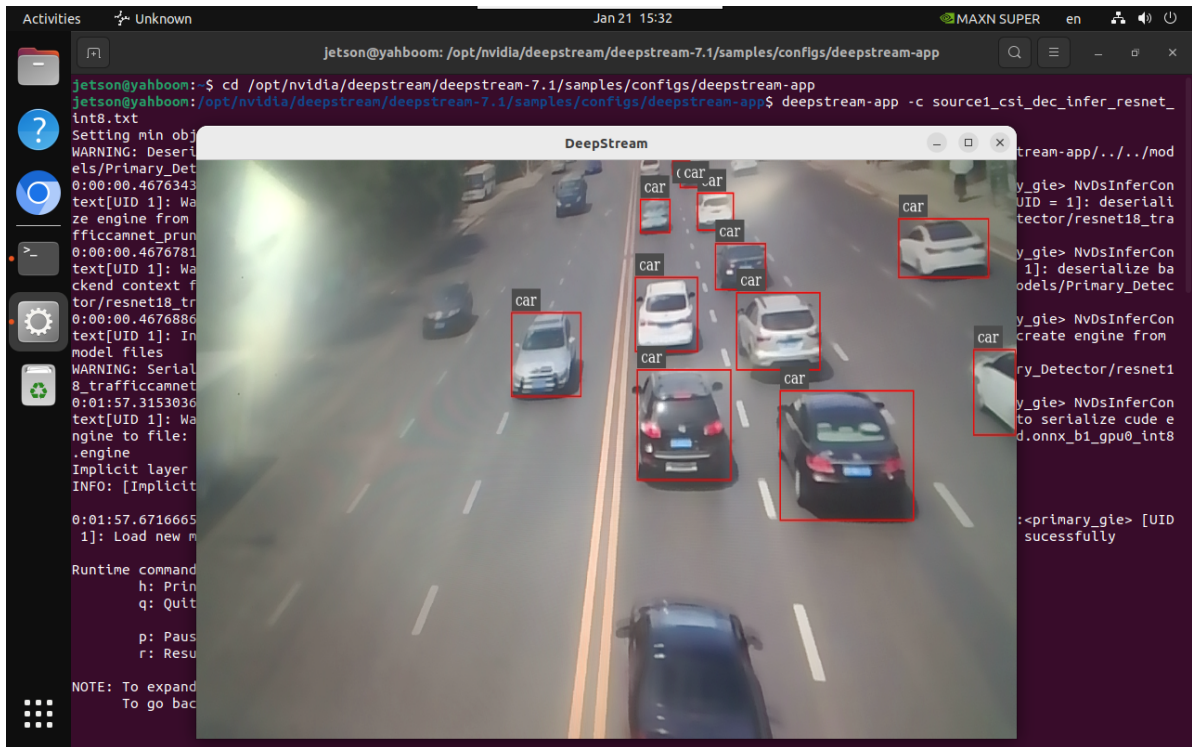 Activities Unknown Jan 21 15:32 MAXN SUPER en
jetson@yahboom: /opt/nvidia/deepstream/deepstream-7.1/samples/configs/deepstream-app
jetson@yahboom:~$ cd /opt/nvidia/deepstream/deepstream-7.1/samples/configs/deepstream-app
jetson@yahboom:/opt/nvidia/deepstream/deepstream-7.1/samples/configs/deepstream-app$ deepstream-app -c source1_csi_dec_infer_resnet_
int8.txt
Setting min obj
DeepStream
WARNING: Deseri tream-app/../../mod
els/Primary_Det
0:00:00.4676343 y_gie> NvDsInferCon
text[UID 1]: Wa UID = 1]: deseriali
ze engine from tector/resnet18_tra
fficcamnet_prun
0:00:00.4676781 y_gie> NvDsInferCon
text[UID 1]: Wa 1]: deserialize ba
ckend context f odels/Primary_Detec
tor/resnet18_tr
0:00:00.4676886 y_gie> NvDsInferCon
text[UID 1]: In create engine from
model files
WARNING: Serial ry_Detector/resnet1
8_trafficcamnet
0:01:57.3153036 y_gie> NvDsInferCon
text[UID 1]: Wa to serialize cude e
ngine to file: d.onnx_b1_gpu0_int8
.engine
Implicit layer
INFO: [Implicit
0:01:57.6716665 :<primary_gie> [UID
1]: Load new m sucessfully
Runtime command
h: Prin
q: Quit
p: Paus
r: Resu
NOTE: To expand
To go bac
car
car
car
car
car
car
car
car
car
car
car